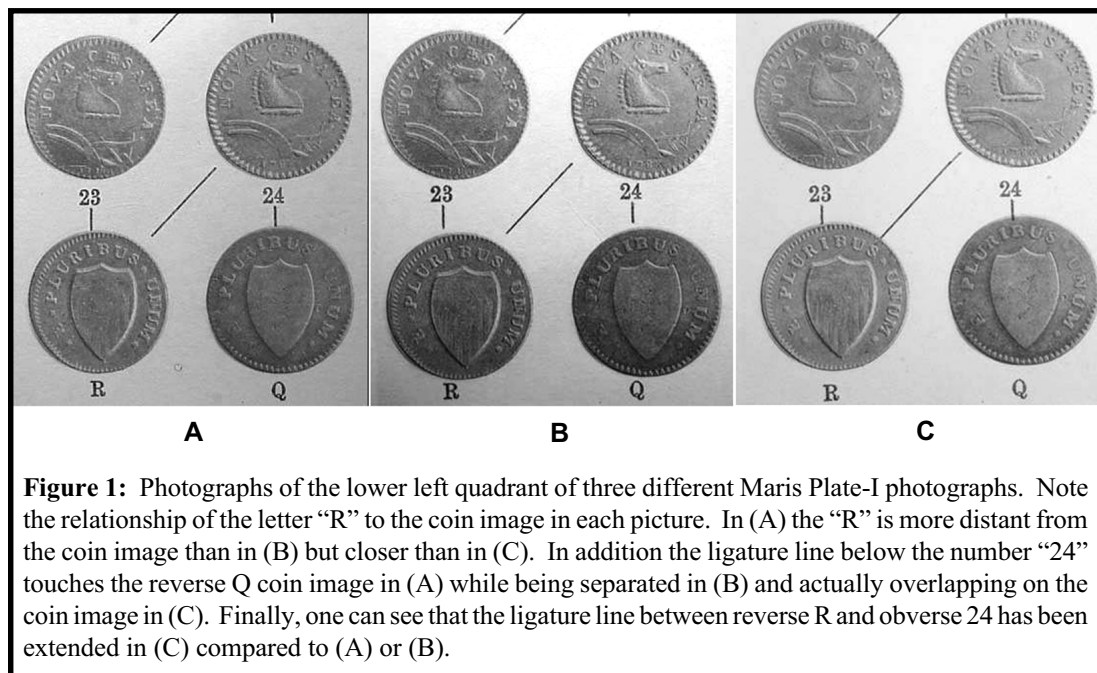 NOVA CÆSAREA
NOVA CÆSAREA
NOVA CÆSAREA
NOVA CÆSAREA
NOVA CÆSAREA
NOVA CÆSAREA
23
24
23
24
23
24
PLURIBUS UNUM
PLURIBUS UNUM
PLURIBUS UNUM
PLURIBUS UNUM
PLURIBUS UNUM
PLURIBUS UNUM
R
Q
R
Q
R
Q
A
B
C
Figure 1: Photographs of the lower left quadrant of three different Maris Plate-I photographs. Note
the relationship of the letter “R” to the coin image in each picture. In (A) the “R” is more distant from
the coin image than in (B) but closer than in (C). In addition the ligature line below the number “24”
touches the reverse Q coin image in (A) while being separated in (B) and actually overlapping on the
coin image in (C). Finally, one can see that the ligature line between reverse R and obverse 24 has been
extended in (C) compared to (A) or (B).